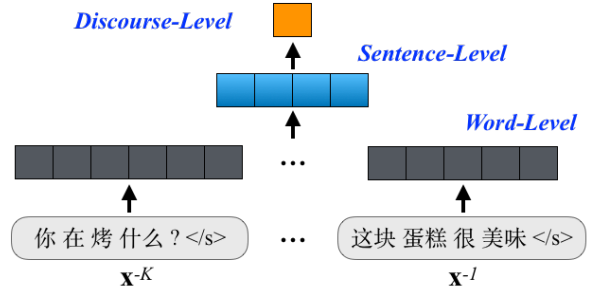 Discourse-Level
Sentence-Level
Word-Level
...
你 在 烤 什么 ? </s>
...
这块 蛋糕 很 美味 </s>
x-K
x-1